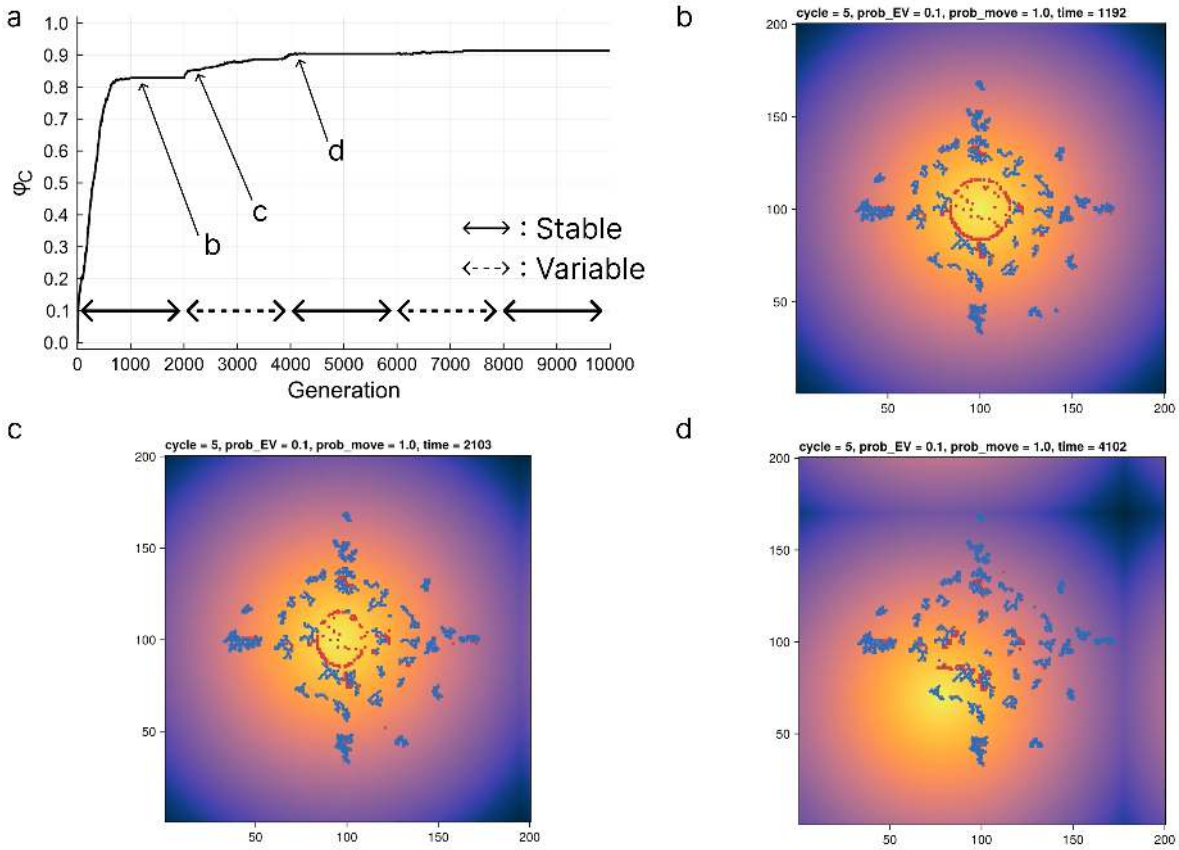 a
1.0
0.9
0.8
0.7
0.6
0.5
0.4
0.3
0.2
0.1
0.0
φC
b
c
d
: Stable
: Variable
0 1000 2000 3000 4000 5000 6000 7000 8000 9000 10000
Generation
b
cycle = 5, prob_EV = 0.1, prob_move = 1.0, time = 1192
200
150
100
50
50 100 150 200
c
cycle = 5, prob_EV = 0.1, prob_move = 1.0, time = 2103
200
150
100
50
50 100 150 200
d
cycle = 5, prob_EV = 0.1, prob_move = 1.0, time = 4102
200
150
100
50
50 100 150 200